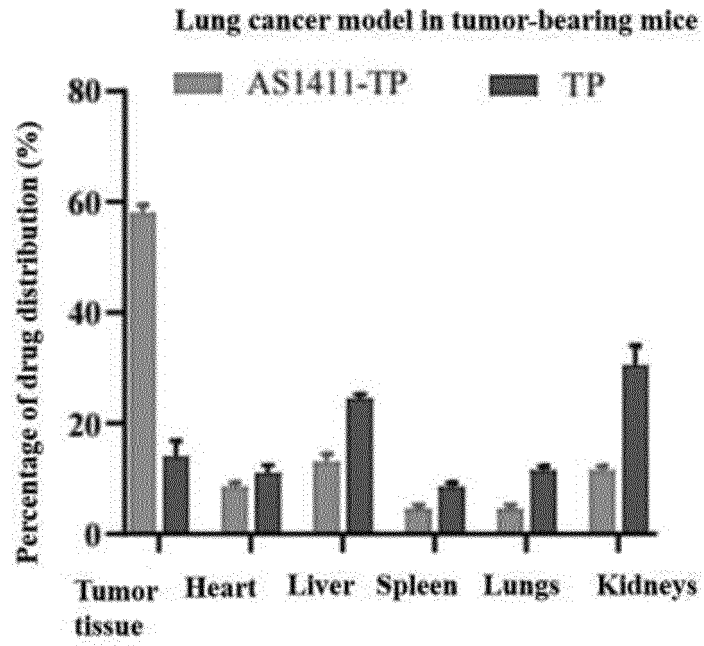 Lung cancer model in tumor-bearing mice
AS1411-TP
TP
Percentage of drug distribution (%)
80
60
40
20
0
Tumor
tissue
Heart
Liver
Spleen
Lungs
Kidneys